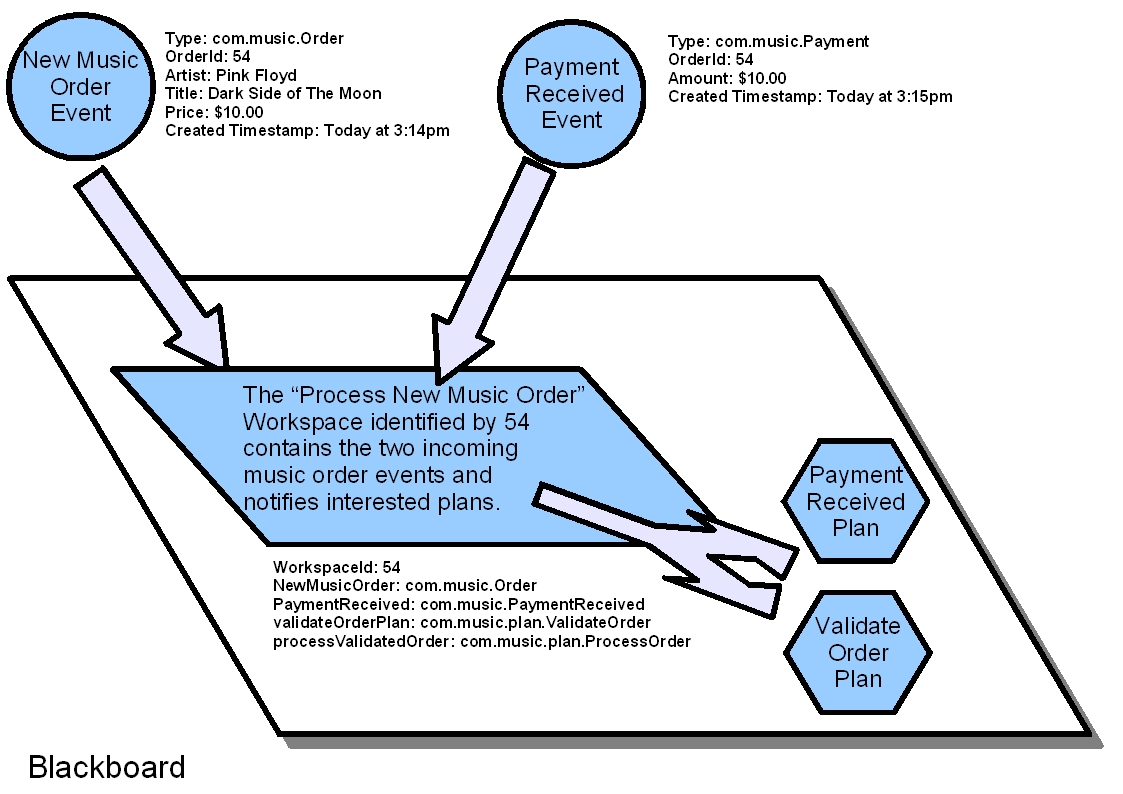 New Music
Order
Event
Type: com.music.Order
OrderId: 54
Artist: Pink Floyd
Title: Dark Side of The Moon
Price: $10.00
Created Timestamp: Today at 3:14pm
Payment
Received
Event
Type: com.music.Payment
OrderId: 54
Amount: $10.00
Created Timestamp: Today at 3:15pm
The “Process New Music Order”
Workspace identified by 54
contains the two incoming
music order events and
notifies interested plans.
Payment
Received
Plan
WorkspaceId: 54
NewMusicOrder: com.music.Order
PaymentReceived: com.music.PaymentReceived
validateOrderPlan: com.music.plan.ValidateOrder
processValidatedOrder: com.music.plan.ProcessOrder
Validate
Order
Plan
Blackboard